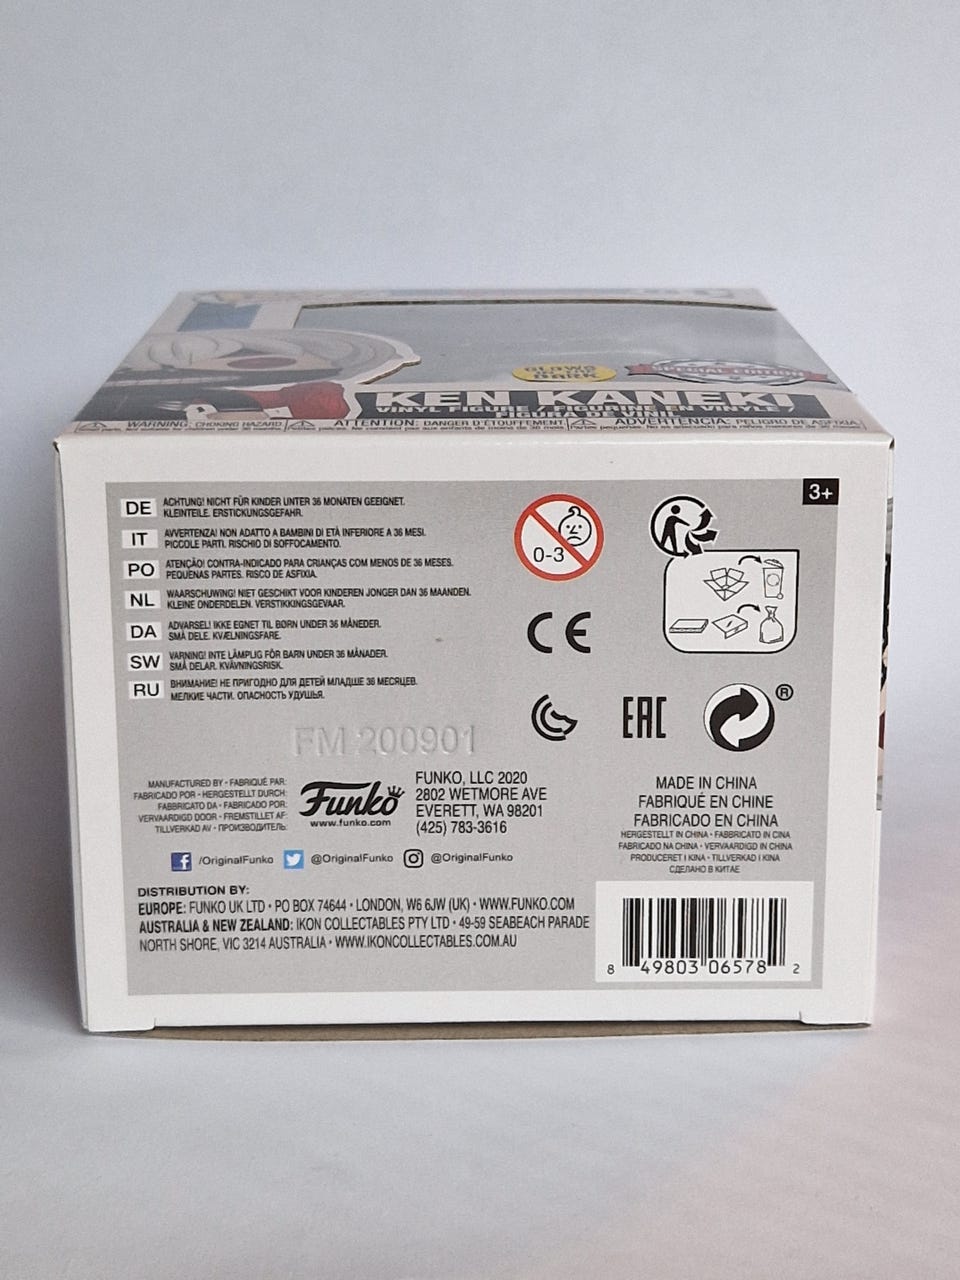 GLOWS
DARK
SPECIAL EDITION
KEN KANEKI
VINYL FIGURE / FIGURINE EN VINYLE /
FIGURA DE VINIL
WARNING: CHOKING HAZARD
ATTENTION: DANGER D'ÉTOUFFEMENT
ADVERTENCIA: PELIGRO DE ASFIXIA
3+
DE ACHTUNG! NICHT FÜR KINDER UNTER 36 MONATEN GEEIGNET.
KLEINTEILE. ERSTICKUNGSGEFAHR.
IT AVVERTENZA! NON ADATTO A BAMBINI DI ETÀ INFERIORE A 36 MESI.
PICCOLE PARTI. RISCHIO DI SOFFOCAMENTO.
PO ATENÇÃO! CONTRA-INDICADO PARA CRIANÇAS COM MENOS DE 36 MESES.
PEQUENAS PARTES. RISCO DE ASFIXIA.
NL WAARSCHUWING! NIET GESCHIKT VOOR KINDEREN JONGER DAN 36 MAANDEN.
KLEINE ONDERDELEN. VERSTIKKINGSGEVAAR.
DA ADVARSEL! IKKE EGNET TIL BØRN UNDER 36 MÅNEDER.
SMÅ DELE. KVÆLNINGSFARE.
SW VARNING! INTE LÄMPLIG FÖR BARN UNDER 36 MÅNADER.
SMÅ DELAR. KVÄVNINGSRISK.
RU ВНИМАНИЕ! НЕ ПРИГОДНО ДЛЯ ДЕТЕЙ МЛАДШЕ 36 МЕСЯЦЕВ.
МЕЛКИЕ ЧАСТИ. ОПАСНОСТЬ УДУШЬЯ.
0-3
CE
EAC
®
FM 200901
MANUFACTURED BY • FABRIQUÉ PAR:
FABRICADO POR • HERGESTELLT DURCH:
FABBRICATO DA • FABRICADO POR:
VERVAARDIGD DOOR • FREMSTILLET AF:
TILLVERKAD AV • ПРОИЗВОДИТЕЛЬ:
Funko
www.funko.com
FUNKO, LLC 2020
2802 WETMORE AVE
EVERETT, WA 98201
(425) 783-3616
MADE IN CHINA
FABRIQUÉ EN CHINE
FABRICADO EN CHINA
HERGESTELLT IN CHINA • FABBRICATO IN CINA
FABRICADO NA CHINA • VERVAARDIGD IN CHINA
PRODUCERET I KINA • TILLVERKAD I KINA
СДЕЛАНО В КИТАЕ
/OriginalFunko @OriginalFunko @OriginalFunko
DISTRIBUTION BY:
EUROPE: FUNKO UK LTD • PO BOX 74644 • LONDON, W6 6JW (UK) • WWW.FUNKO.COM
AUSTRALIA & NEW ZEALAND: IKON COLLECTABLES PTY LTD • 49-59 SEABEACH PARADE
NORTH SHORE, VIC 3214 AUSTRALIA • WWW.IKONCOLLECTABLES.COM.AU
8 49803 06578 2